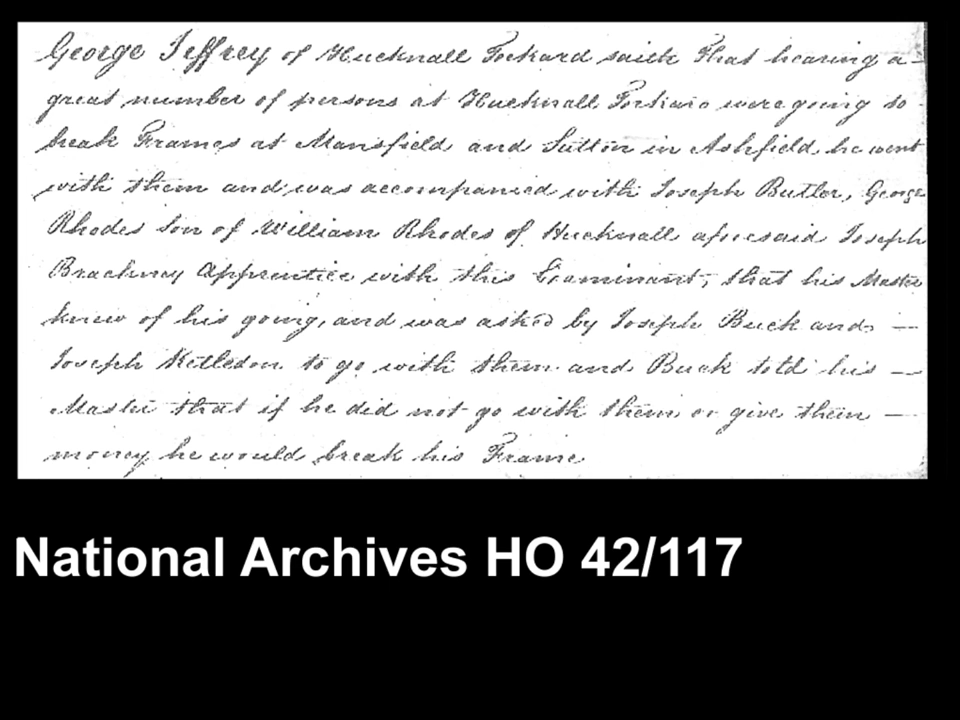 George Jeffrey of Hucknall Torkard saith That hearing a
great number of persons at Hucknall Torkard were going to
break Frames at Mansfield and Sutton in Ashfield he went
with them and was accompanied with Joseph Butler, George
Rhodes son of William Rhodes of Hucknall aforesaid Joseph
Apprentice with this Examinant, that his Master
knew of his going, and was asked by Joseph Buck and —
Joseph to go with them and Buck told his —
Master that if he did not go with them or give them —
money he would break his Frame
National Archives HO 42/117